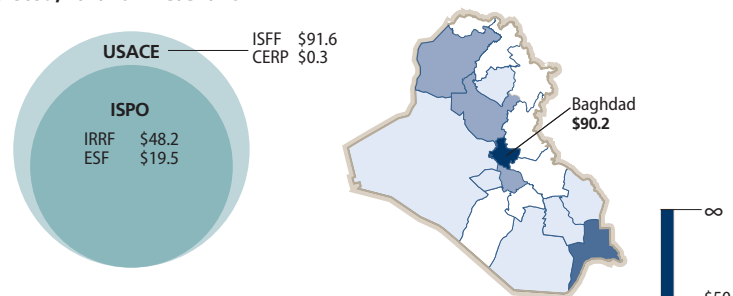 USACE
ISFF $91.6
CERP $0.3
ISPO
IRRF $48.2
ESF $19.5
Baghdad
$90.2
∞